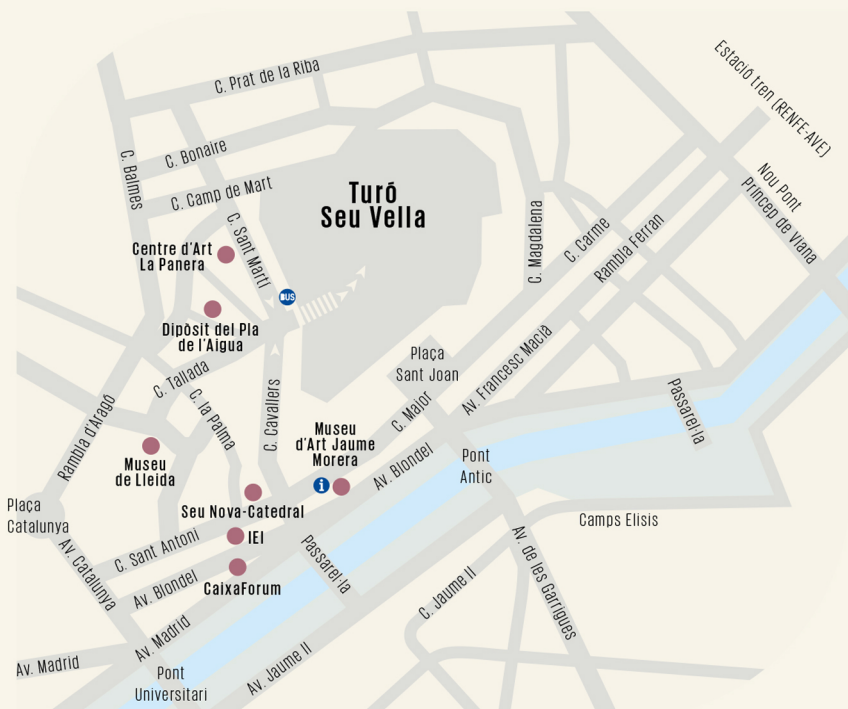 C. Prat de la Riba
Estació tren (RENFE-AVE)
C. Balmes
C. Bonaire
C. Camp de Mart
Turó
Seu Vella
Nou Pont
Príncep de Viana
C. Sant Martí
C. Magdalena
C. Carme
Rambla Ferran
Centre d'Art
La Panera
BUS
Dipòsit del Pla
de l'Aigua
Plaça
Sant Joan
Av. Francesc Macià
C. Tallada
C. la Palma
C. Cavallers
C. Major
Passarel·la
Rambla d'Aragó
Museu
d'Art Jaume
Morera
Museu
de Lleida
Av. Blondel
Pont
Antic
i
Plaça
Catalunya
Seu Nova-Catedral
Camps Elisis
IEI
C. Sant Antoni
Av. Catalunya
Passarel·la
Av. de les Garrigues
Av. Blondel
CaixaForum
C. Jaume II
Av. Madrid
Av. Madrid
Av. Jaume II
Pont
Universitari